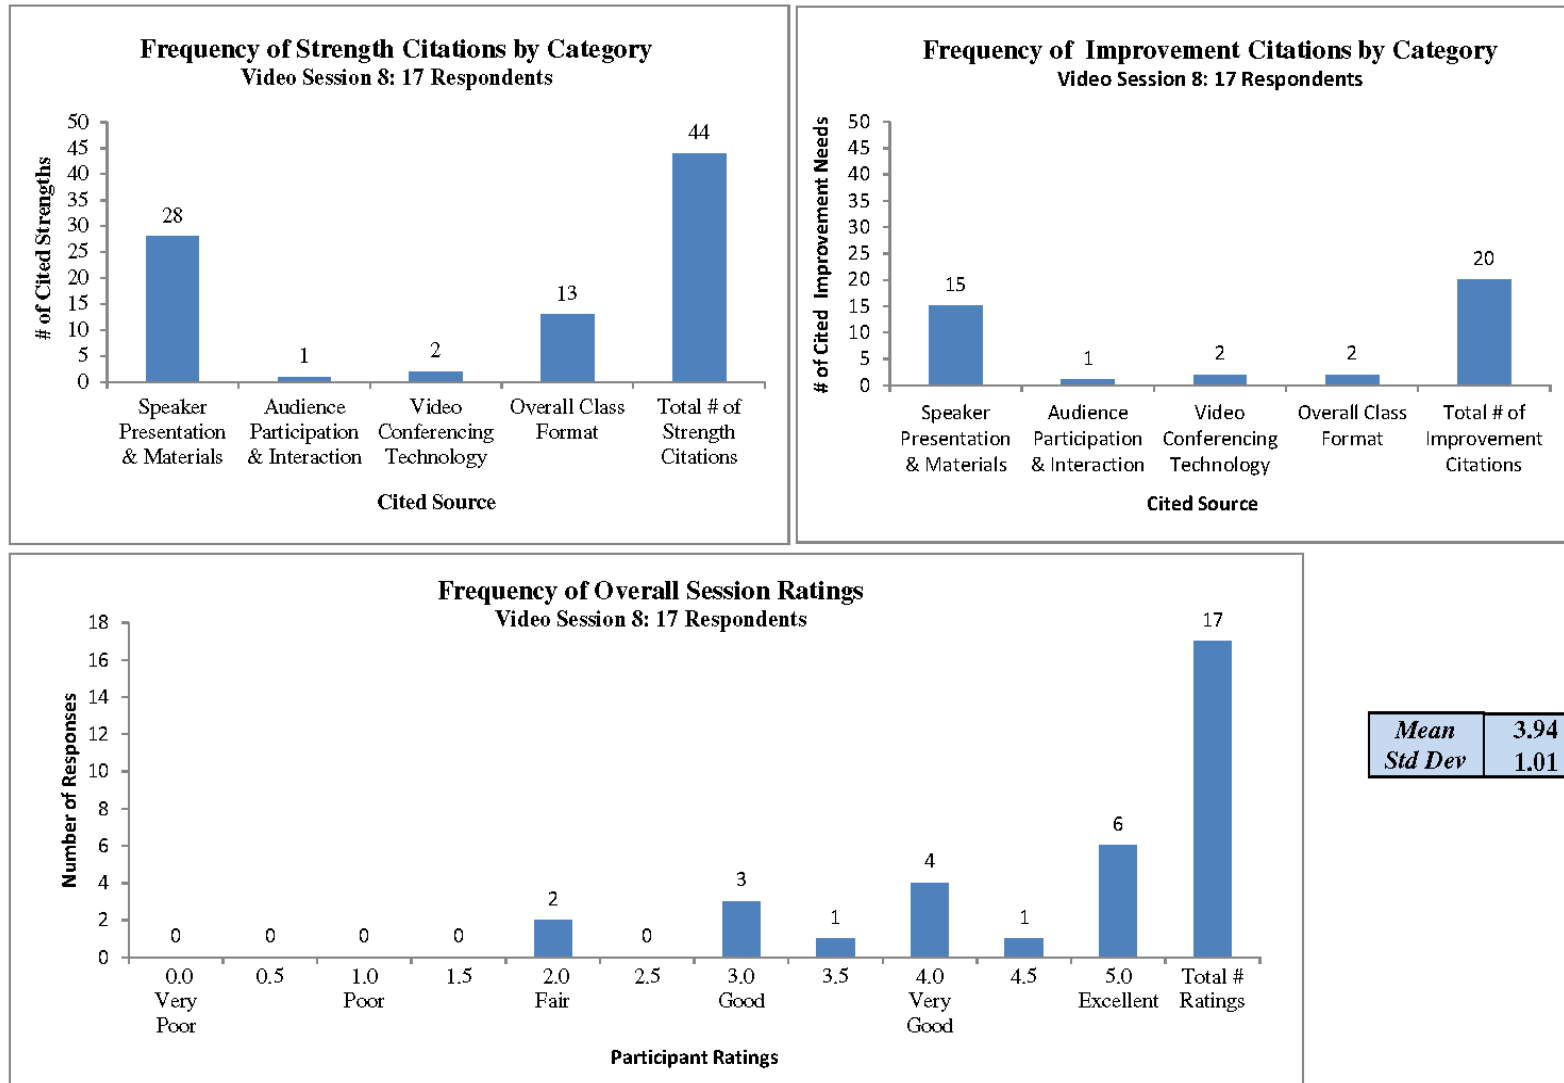 Frequency of Strength Citations by Category
Video Session 8: 17 Respondents
# of Cited Strengths
50
45
40
35
30
25
20
15
10
5
0
28
1
2
13
44
Speaker Presentation & Materials
Audience Participation & Interaction
Video Conferencing Technology
Overall Class Format
Total # of Strength Citations
Cited Source
Frequency of Improvement Citations by Category
Video Session 8: 17 Respondents
# of Cited Improvement Needs
50
45
40
35
30
25
20
15
10
5
0
15
1
2
2
20
Speaker Presentation & Materials
Audience Participation & Interaction
Video Conferencing Technology
Overall Class Format
Total # of Improvement Citations
Cited Source
Frequency of Overall Session Ratings
Video Session 8: 17 Respondents
Number of Responses
18
16
14
12
10
8
6
4
2
0
0
0
0
0
2
0
3
1
4
1
6
17
0.0 Very Poor
0.5
1.0 Poor
1.5
2.0 Fair
2.5
3.0 Good
3.5
4.0 Very Good
4.5
5.0 Excellent
Total # Ratings
Participant Ratings
Mean 3.94
Std Dev 1.01